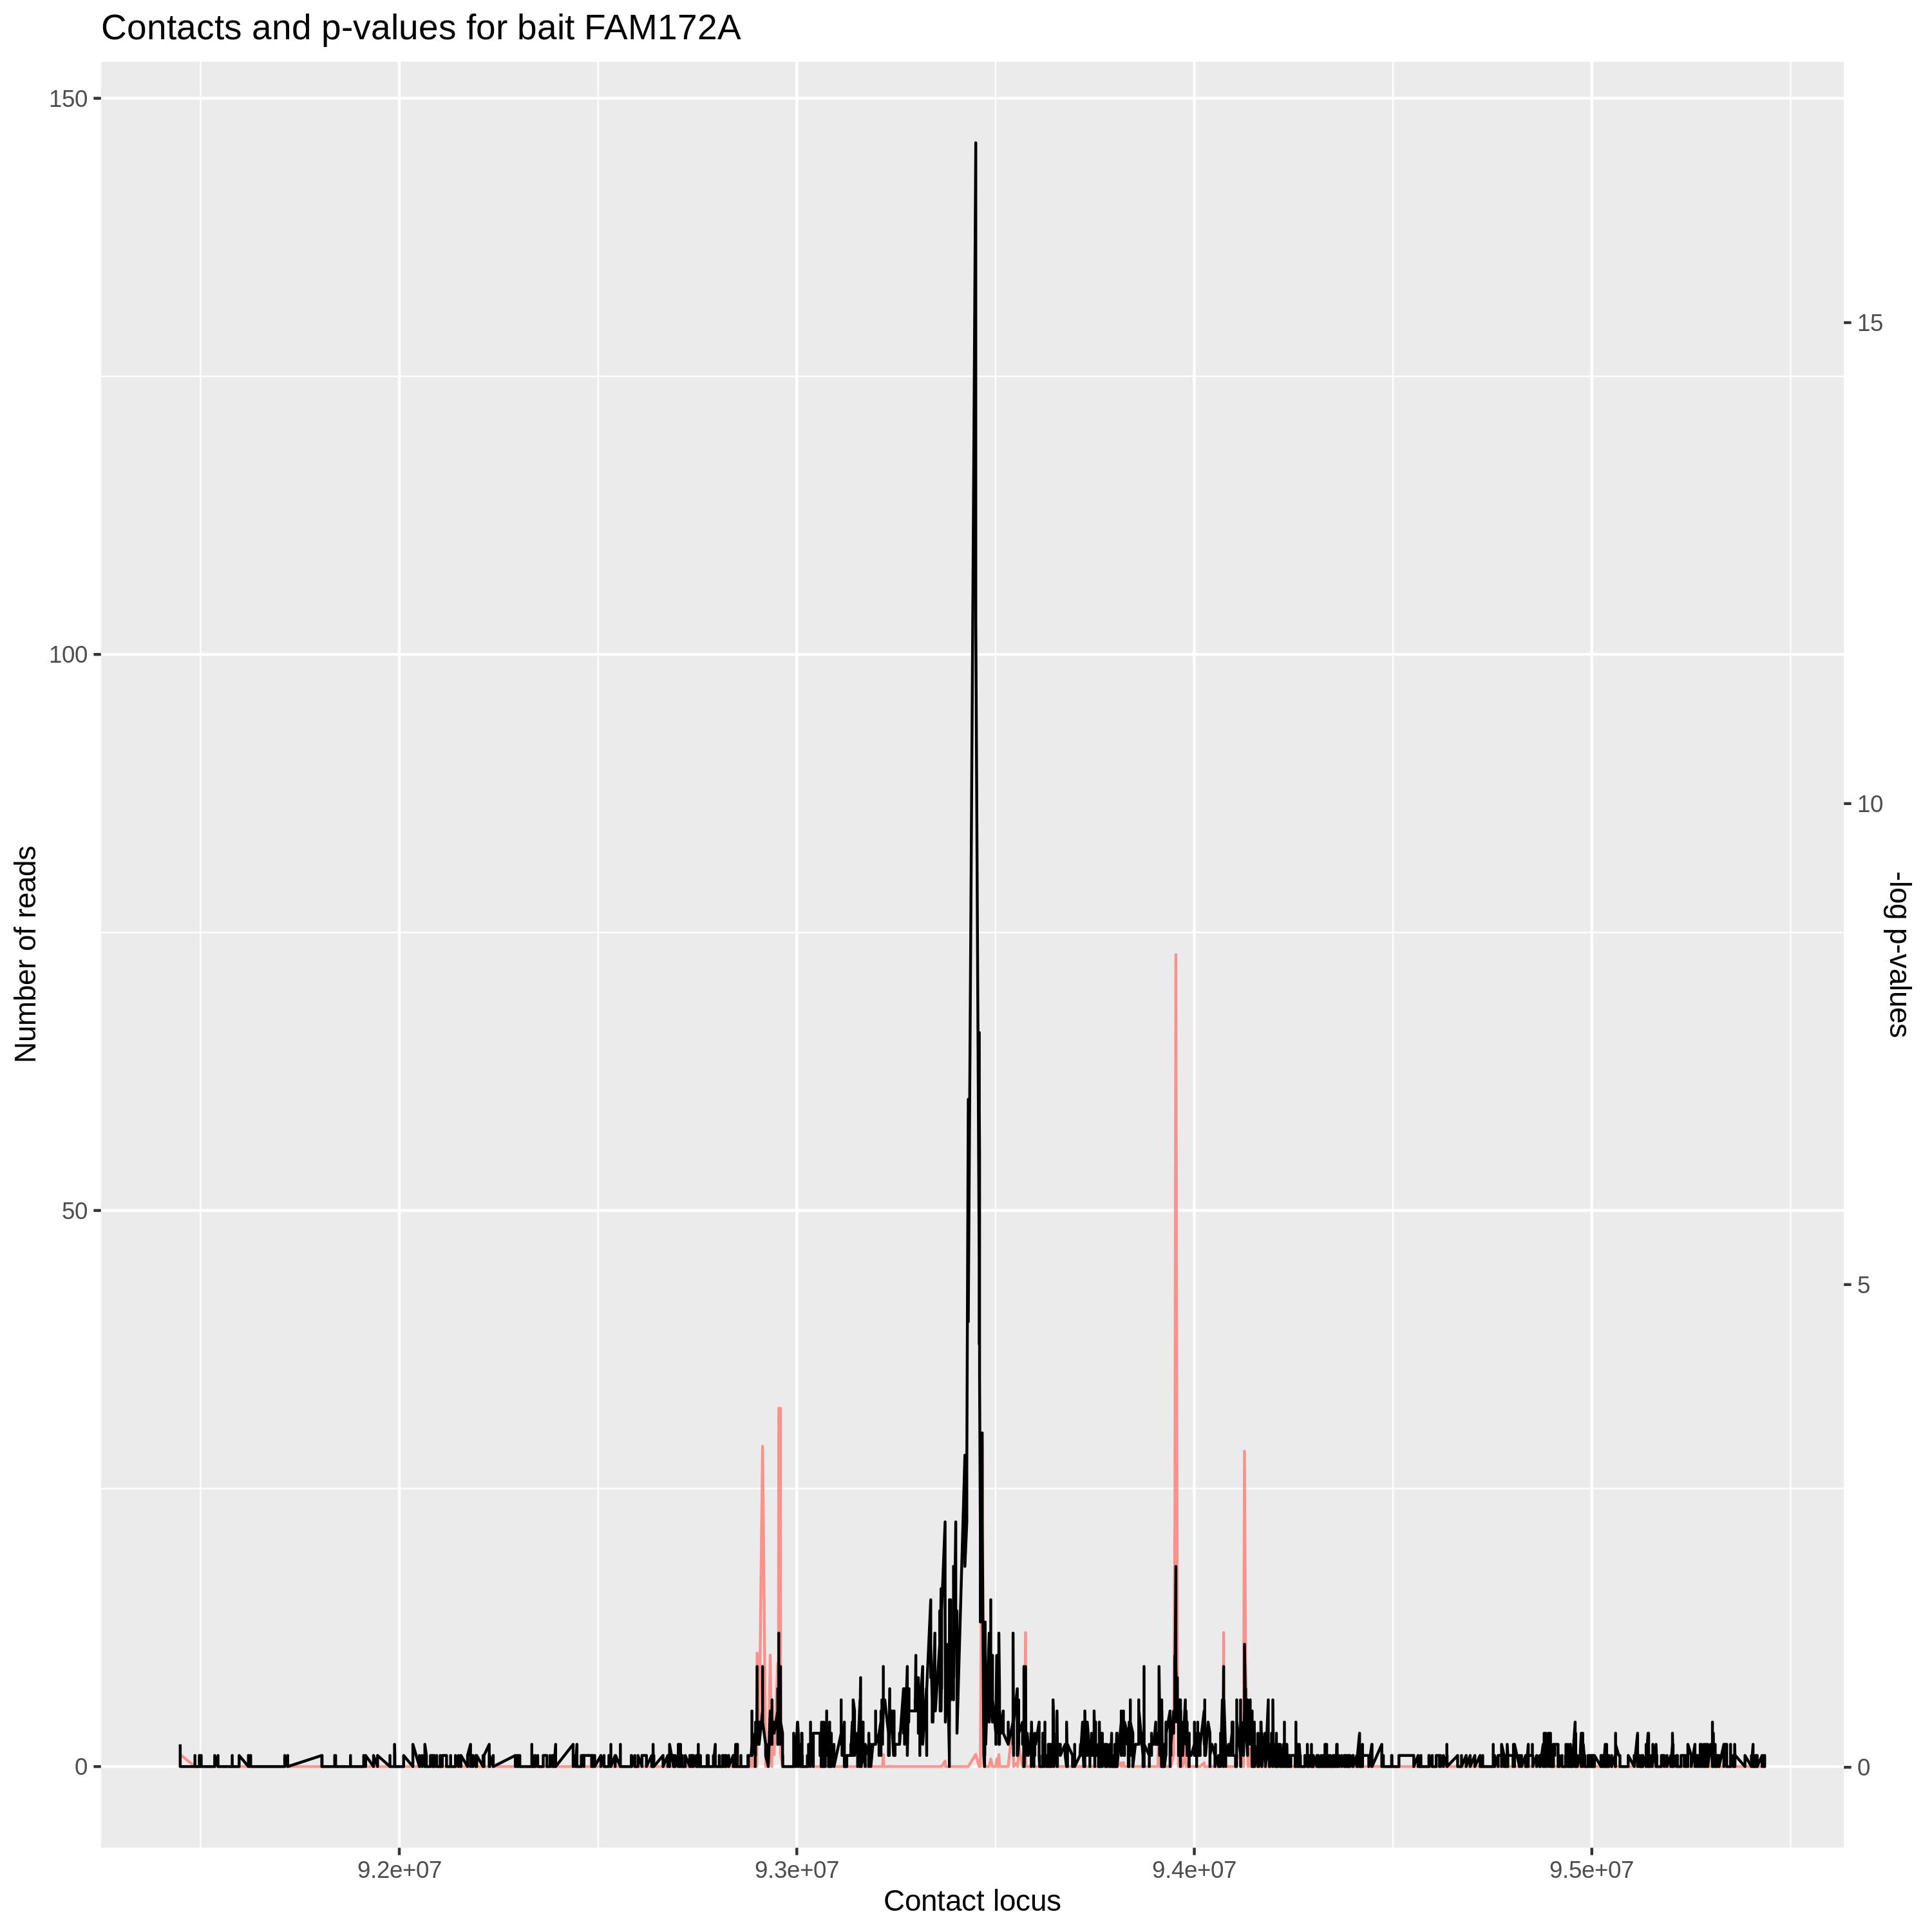 Contacts and p-values for bait FAM172A
150
100
50
0
Number of reads
15
10
5
0
-log p-values
9.2e+07
9.3e+07
9.4e+07
9.5e+07
Contact locus